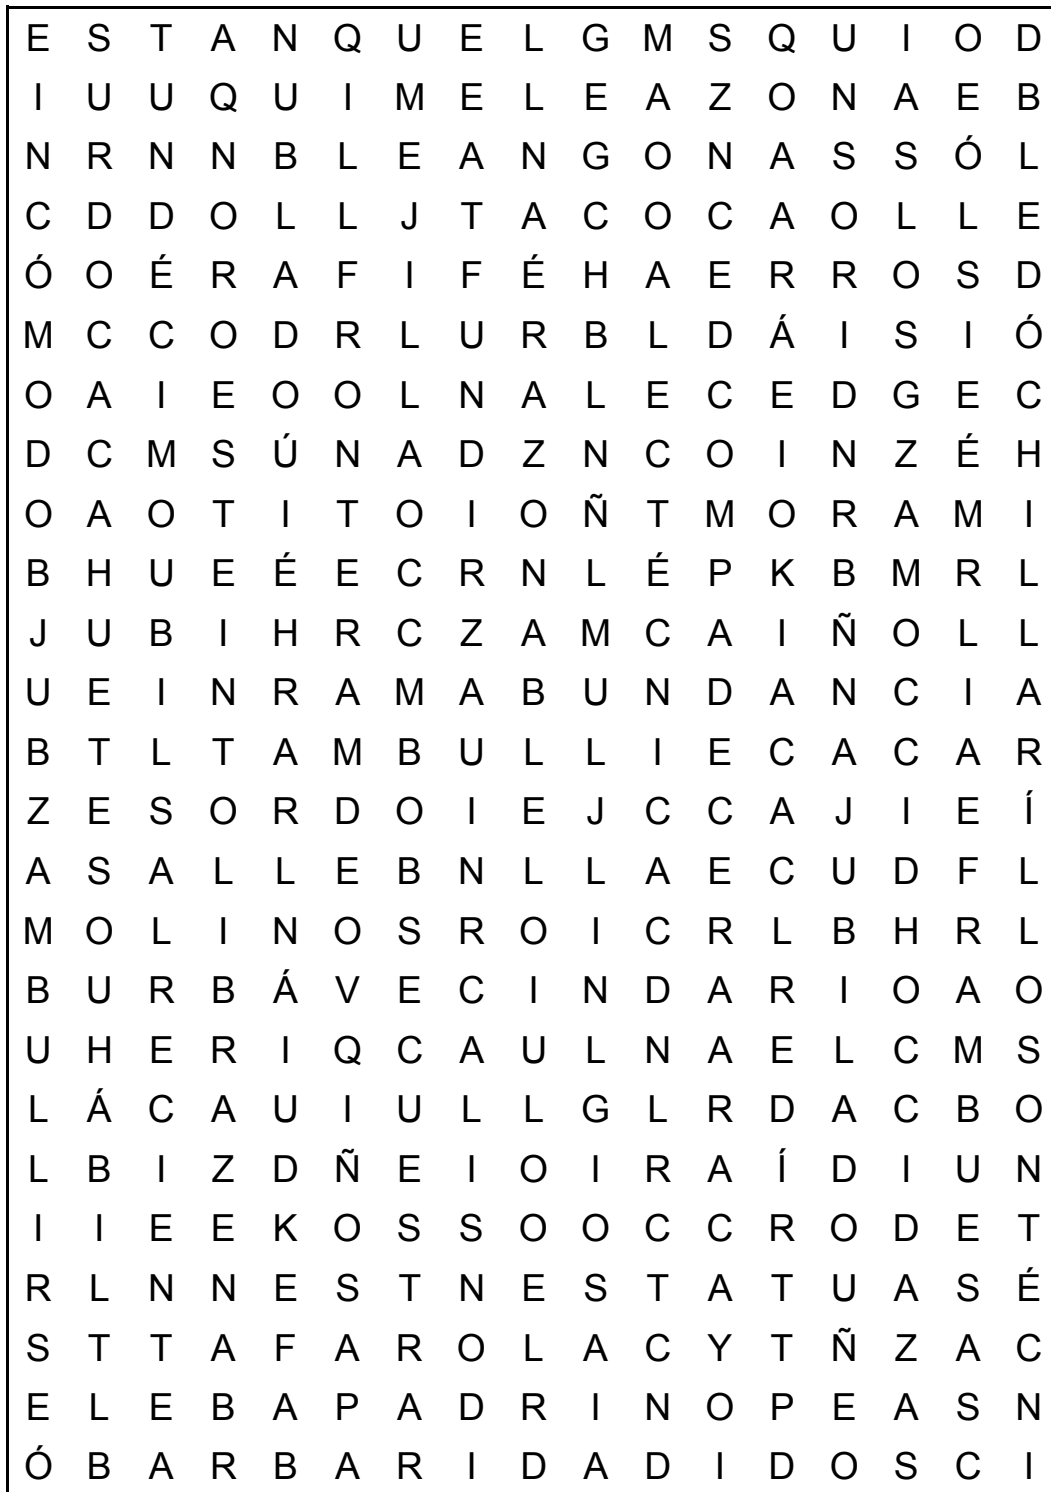 E S T A N Q U E L G M S Q U I O D
I U U Q U I M E L E A Z O N A E B
N R N N B L E A N G O N A S S Ó L
C D D O L L J T A C O C A O L L E
Ó O É R A F I F É H A E R R O S D
M C C O D R L U R B L D Á I S I Ó
O A I E O O L N A L E C E D G E C
D C M S Ú N A D Z N C O I N Z É H
O A O T I T O I O Ñ T M O R A M I
B H U E É E C R N L É P K B M R L
J U B I H R C Z A M C A I Ñ O L L
U E I N R A M A B U N D A N C I A
B T L T A M B U L L I E C A C A R
Z E S O R D O I E J C C A J I E Í
A S A L L E B N L L A E C U D F L
M O L I N O S R O I C R L B H R L
B U R B Á V E C I N D A R I O A O
U H E R I Q C A U L N A E L C M S
L Á C A U I U L L G L R D A C B O
L B I Z D Ñ E I O I R A Í D I U N
I I E E K O S S O O C C R O D E T
R L N N E S T N E S T A T U A S É
S T T A F A R O L A C Y T Ñ Z A C
E L E B A P A D R I N O P E A S N
Ó B A R B A R I D A D I D O S C I